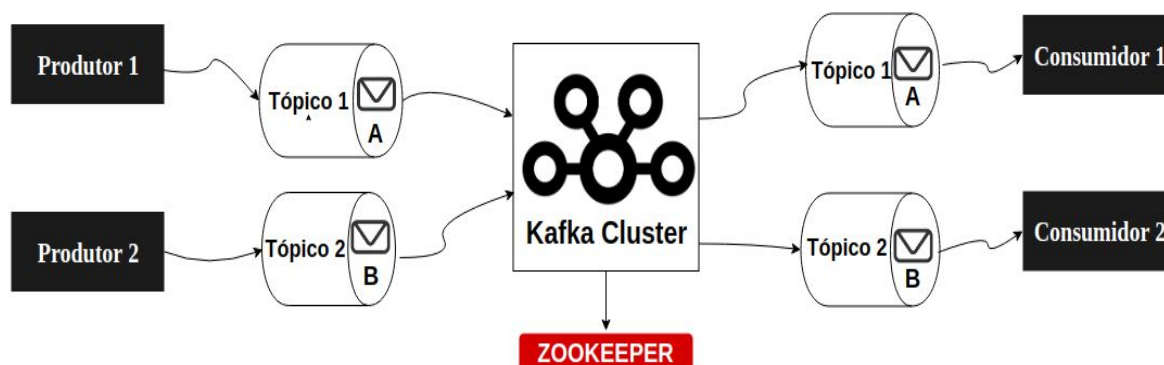 Produtor 1
Tópico 1
A
Tópico 1
A
Consumidor 1
Produtor 2
Tópico 2
B
Kafka Cluster
Tópico 2
B
Consumidor 2
ZOOKEEPER